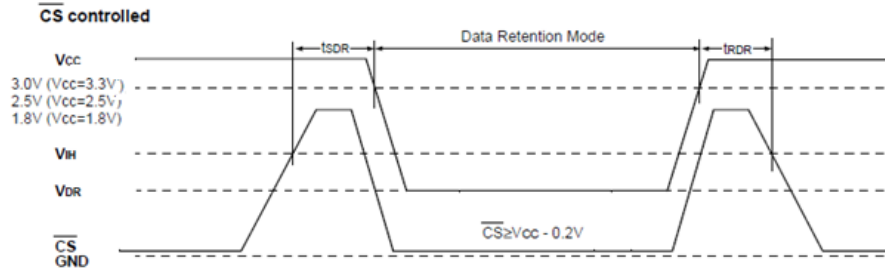 CS controlled
tSDR
Data Retention Mode
tRDR
VCC
3.0V (Vcc=3.3V)
2.5V (Vcc=2.5V)
1.8V (Vcc=1.8V)
VIH
VDR
CS≥VCC - 0.2V
CS
GND